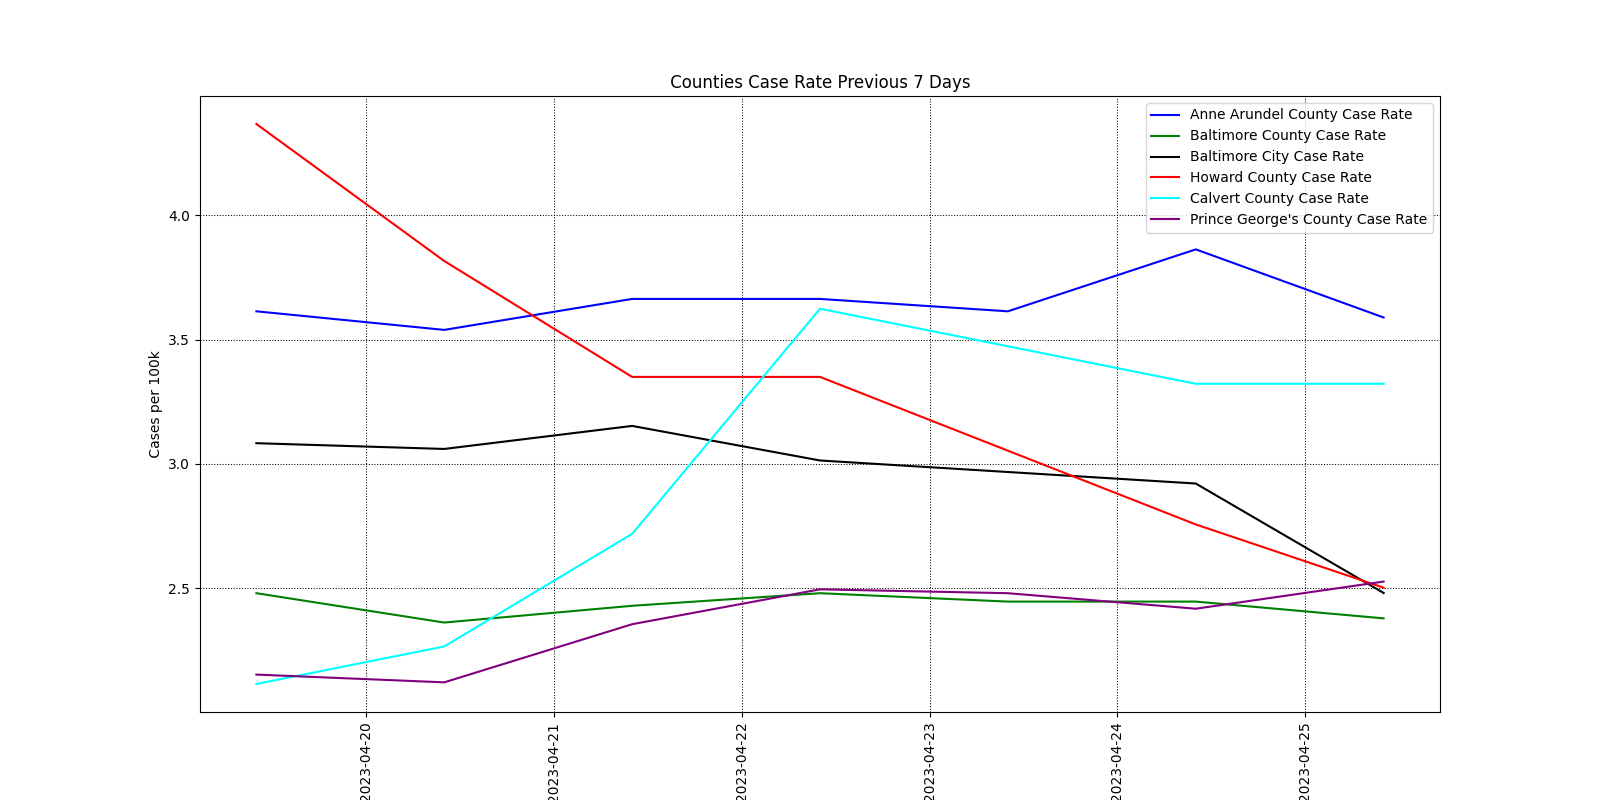 Counties Case Rate Previous 7 Days
Anne Arundel County Case Rate
Baltimore County Case Rate
Baltimore City Case Rate
Howard County Case Rate
Calvert County Case Rate
Prince George's County Case Rate
Cases per 100k
4.0
3.5
3.0
2.5
2023-04-20
2023-04-21
2023-04-22
2023-04-23
2023-04-24
2023-04-25